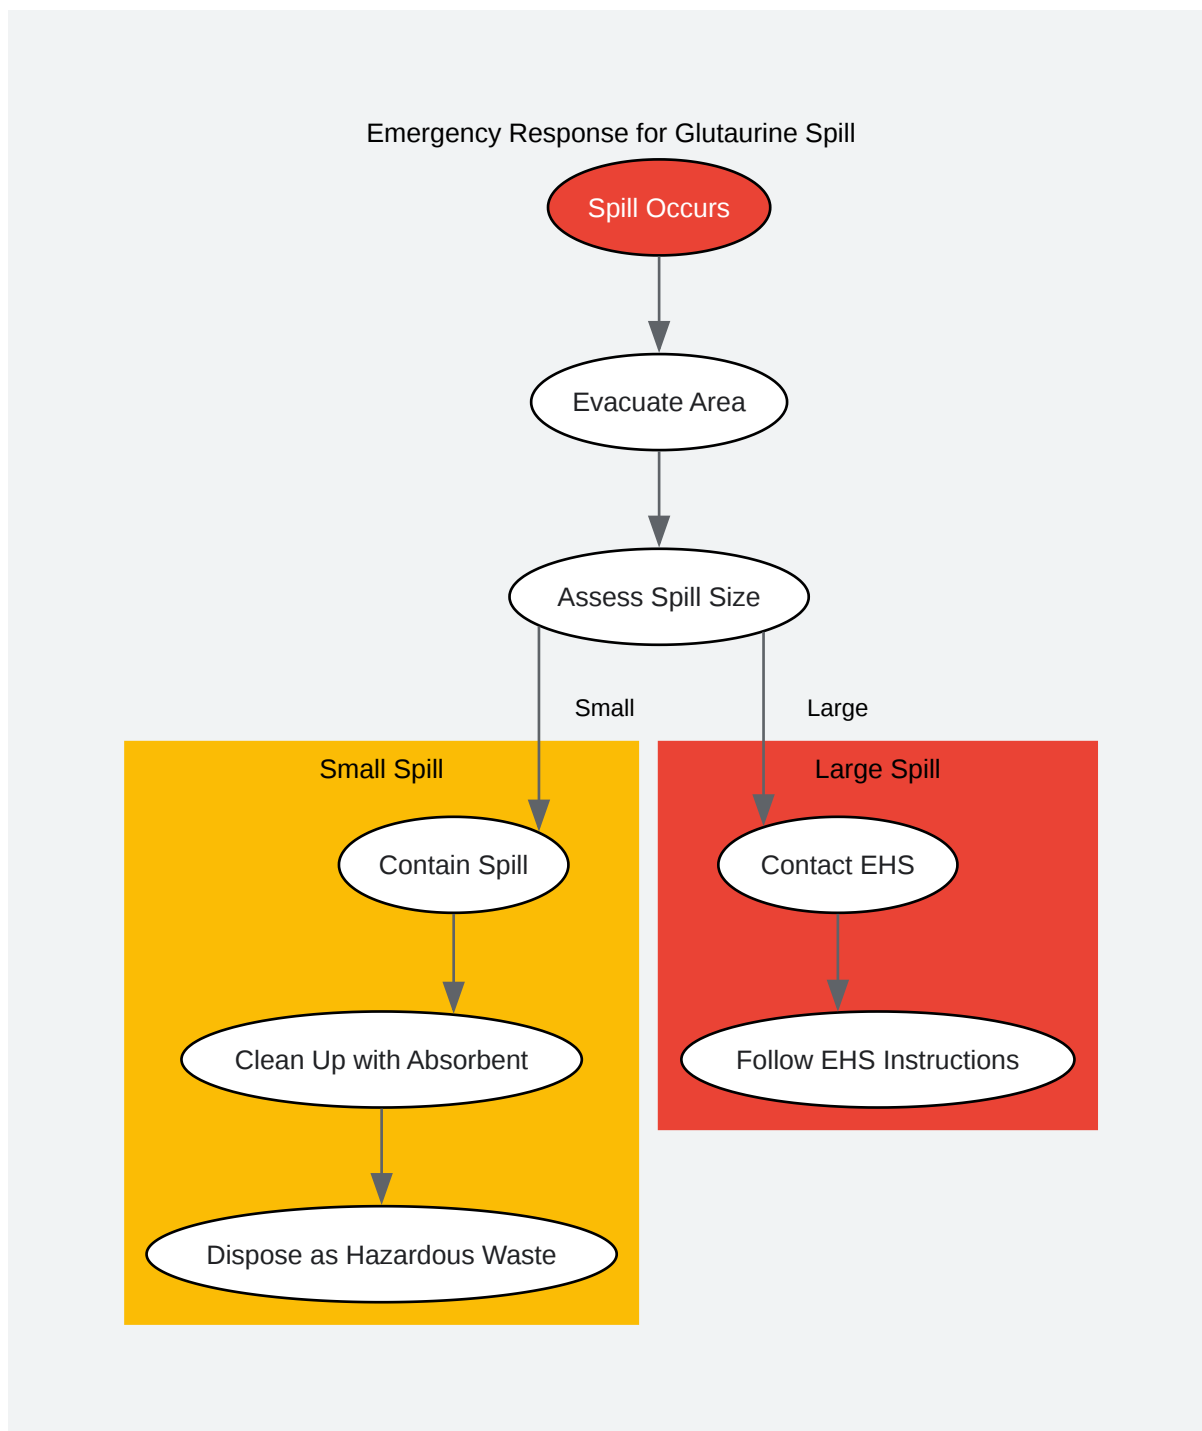 Emergency Response for Glutaurine Spill
Spill Occurs
Evacuate Area
Assess Spill Size
Small
Large
Small Spill
Large Spill
Contain Spill
Contact EHS
Clean Up with Absorbent
Follow EHS Instructions
Dispose as Hazardous Waste